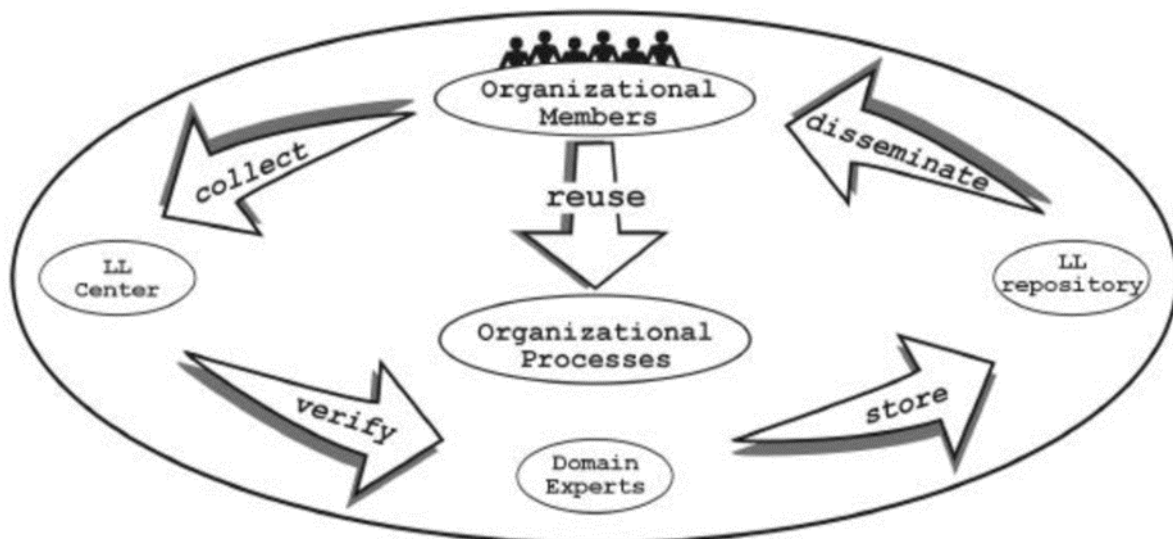 Organizational
Members
collect
disseminate
reuse
LL
Center
LL
repository
Organizational
Processes
verify
store
Domain
Experts